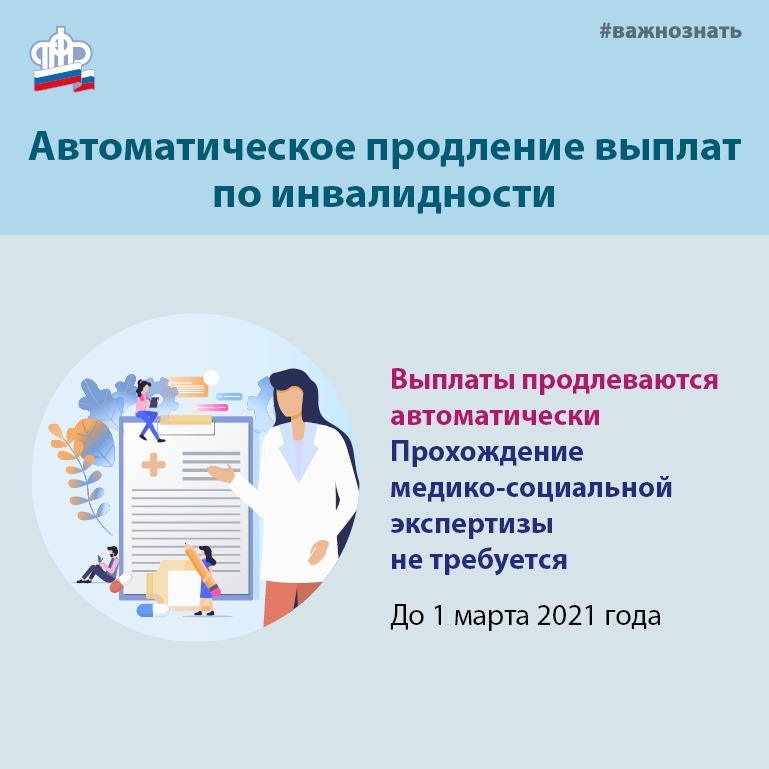 #важнознать
Автоматическое продление выплат
по инвалидности
Выплаты продлеваются
автоматически
Прохождение
медико-социальной
экспертизы
не требуется
До 1 марта 2021 года